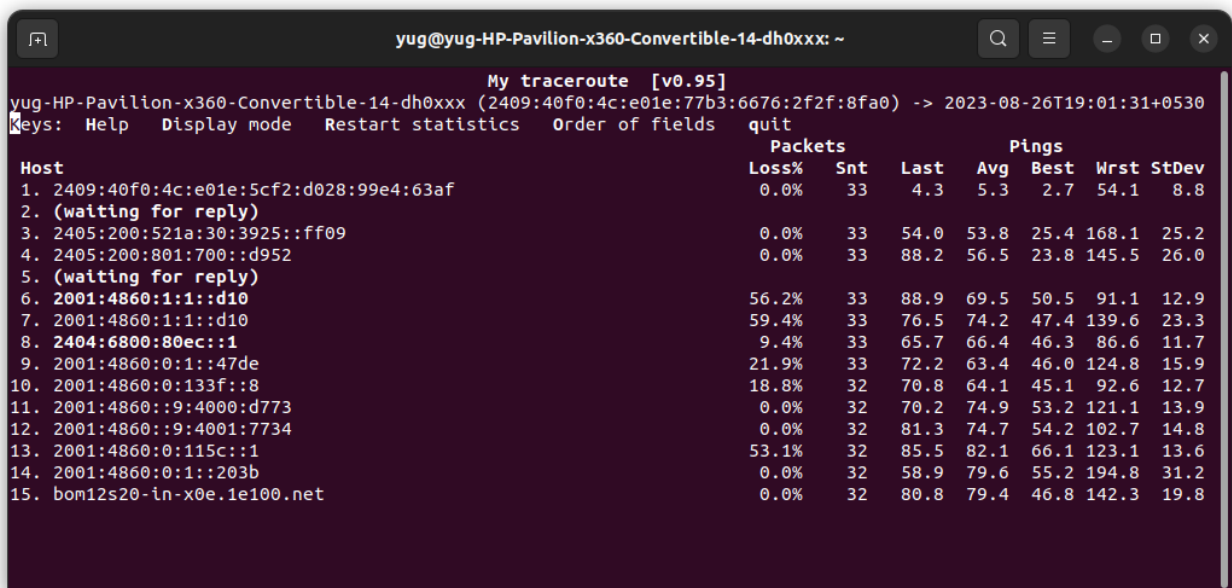 yug@yug-HP-Pavilion-x360-Convertible-14-dh0xxx: ~
My traceroute [v0.95]
yug-HP-Pavilion-x360-Convertible-14-dh0xxx (2409:40f0:4c:e01e:77b3:6676:2f2f:8fa0) -> 2023-08-26T19:01:31+0530
Keys: Help Display mode Restart statistics Order of fields quit
Packets Pings
Host Loss% Snt Last Avg Best Wrst StDev
1. 2409:40f0:4c:e01e:5cf2:d028:99e4:63af 0.0% 33 4.3 5.3 2.7 54.1 8.8
2. (waiting for reply)
3. 2405:200:521a:30:3925::ff09 0.0% 33 54.0 53.8 25.4 168.1 25.2
4. 2405:200:801:700::d952 0.0% 33 88.2 56.5 23.8 145.5 26.0
5. (waiting for reply)
6. 2001:4860:1:1::d10 56.2% 33 88.9 69.5 50.5 91.1 12.9
7. 2001:4860:1:1::d10 59.4% 33 76.5 74.2 47.4 139.6 23.3
8. 2404:6800:80ec::1 9.4% 33 65.7 66.4 46.3 86.6 11.7
9. 2001:4860:0:1::47de 21.9% 33 72.2 63.4 46.0 124.8 15.9
10. 2001:4860:0:133f::8 18.8% 32 70.8 64.1 45.1 92.6 12.7
11. 2001:4860::9:4000:d773 0.0% 32 70.2 74.9 53.2 121.1 13.9
12. 2001:4860::9:4001:7734 0.0% 32 81.3 74.7 54.2 102.7 14.8
13. 2001:4860:0:115c::1 53.1% 32 85.5 82.1 66.1 123.1 13.6
14. 2001:4860:0:1::203b 0.0% 32 58.9 79.6 55.2 194.8 31.2
15. bom12s20-in-x0e.1e100.net 0.0% 32 80.8 79.4 46.8 142.3 19.8